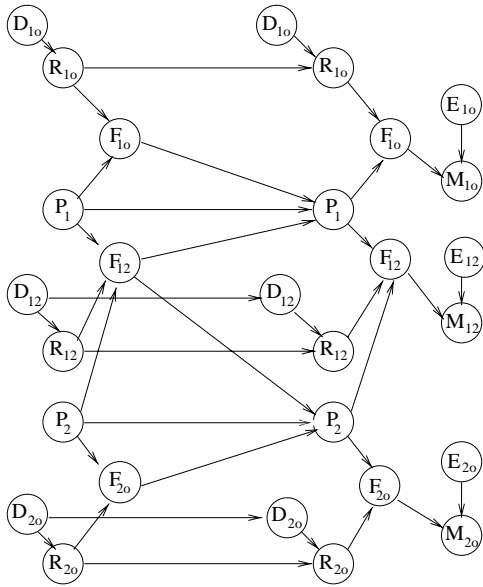 D1o D1o
R1o R1o
E1o
F1o F1o
M1o
P1 P1
F12 F12 E12
D12 D12
M12
R12 R12
P2 P2
E2o
F2o F2o
D2o D2o
M2o
R2o R2o